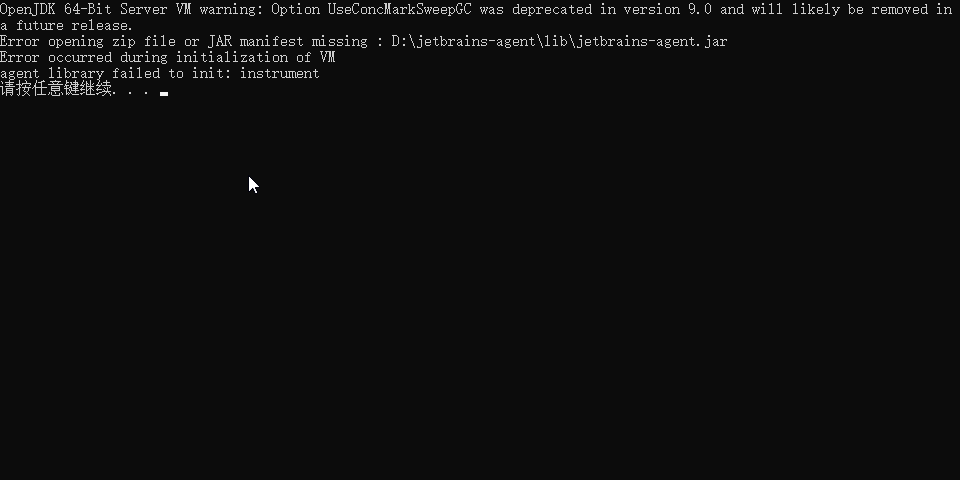 OpenJDK 64-Bit Server VM warning: Option UseConcMarkSweepGC was deprecated in version 9.0 and will likely be removed in
a future release.
Error opening zip file or JAR manifest missing : D:\jetbrains-agent\lib\jetbrains-agent.jar
Error occurred during initialization of VM
agent library failed to init: instrument
请按任意键继续. . .